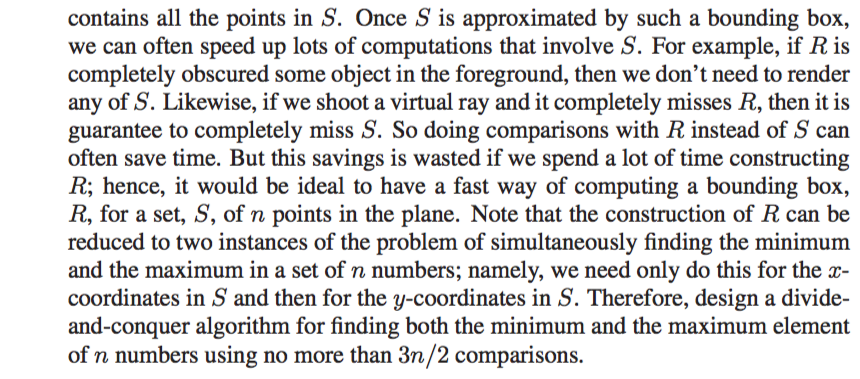 contains all the points in S. Once S is approximated by such a bounding box,
we can often speed up lots of computations that involve S. For example, if R is
completely obscured some object in the foreground, then we don't need to render
any of S. Likewise, if we shoot a virtual ray and it completely misses R, then it is
guarantee to completely miss S. So doing comparisons with R instead of S can
often save time. But this savings is wasted if we spend a lot of time constructing
R; hence, it would be ideal to have a fast way of computing a bounding box,
R, for a set, S, of n points in the plane. Note that the construction of R can be
reduced to two instances of the problem of simultaneously finding the minimum
and the maximum in a set of n numbers; namely, we need only do this for the x-
coordinates in S and then for the y-coordinates in S. Therefore, design a divide-
and-conquer algorithm for finding both the minimum and the maximum element
of n numbers using no more than 3n/2 comparisons.